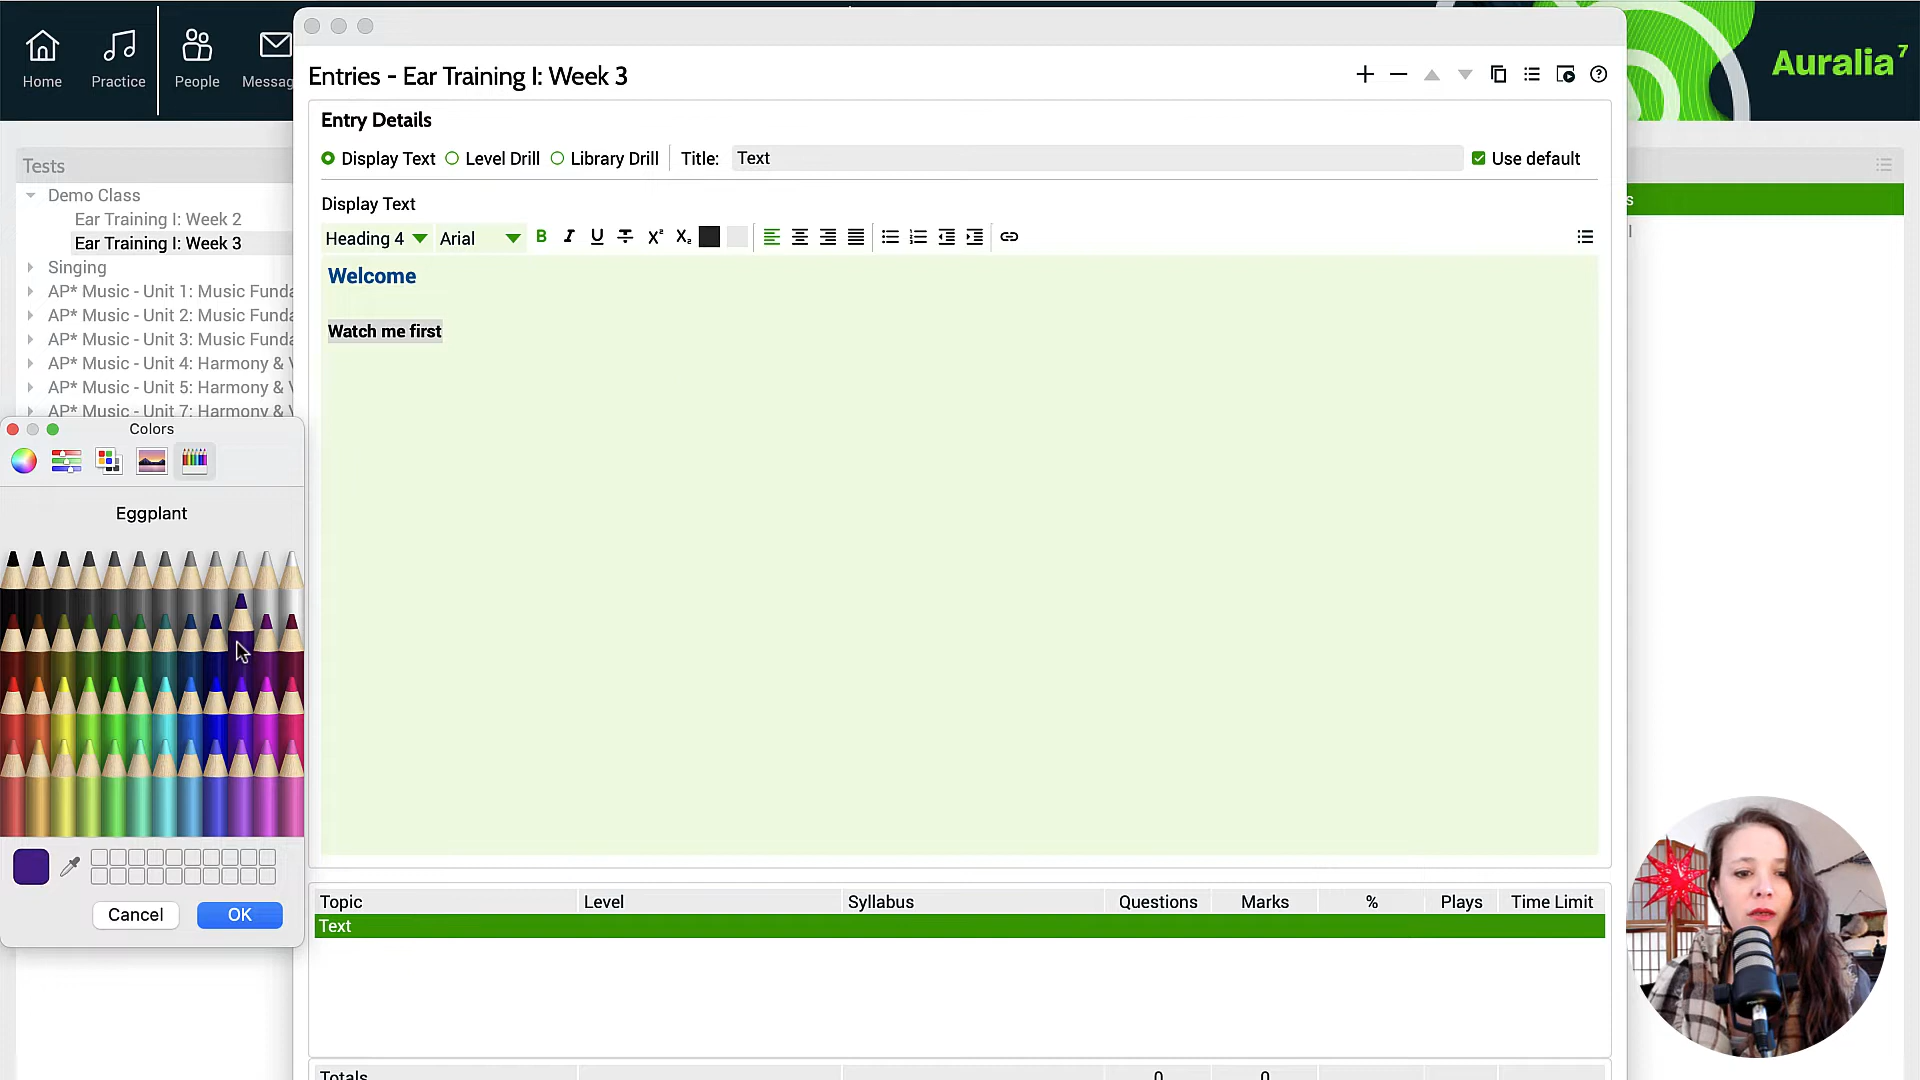 Home
Practice
People
Messag
Auralia7
Entries - Ear Training I: Week 3
Entry Details
Display Text
Level Drill
Library Drill
Title:
Text
Use default
Display Text
Heading 4
Arial
B
I
U
X²
X₂
Welcome
Watch me first
Tests
Demo Class
Ear Training I: Week 2
Ear Training I: Week 3
Singing
AP* Music - Unit 1: Music Funda
AP* Music - Unit 2: Music Funda
AP* Music - Unit 3: Music Funda
AP* Music - Unit 4: Harmony &
AP* Music - Unit 5: Harmony &
AP* Music - Unit 7: Harmony &
Colors
Eggplant
Cancel
OK
Topic Level Syllabus Questions Marks % Plays Time Limit
Text
Totals 0 0